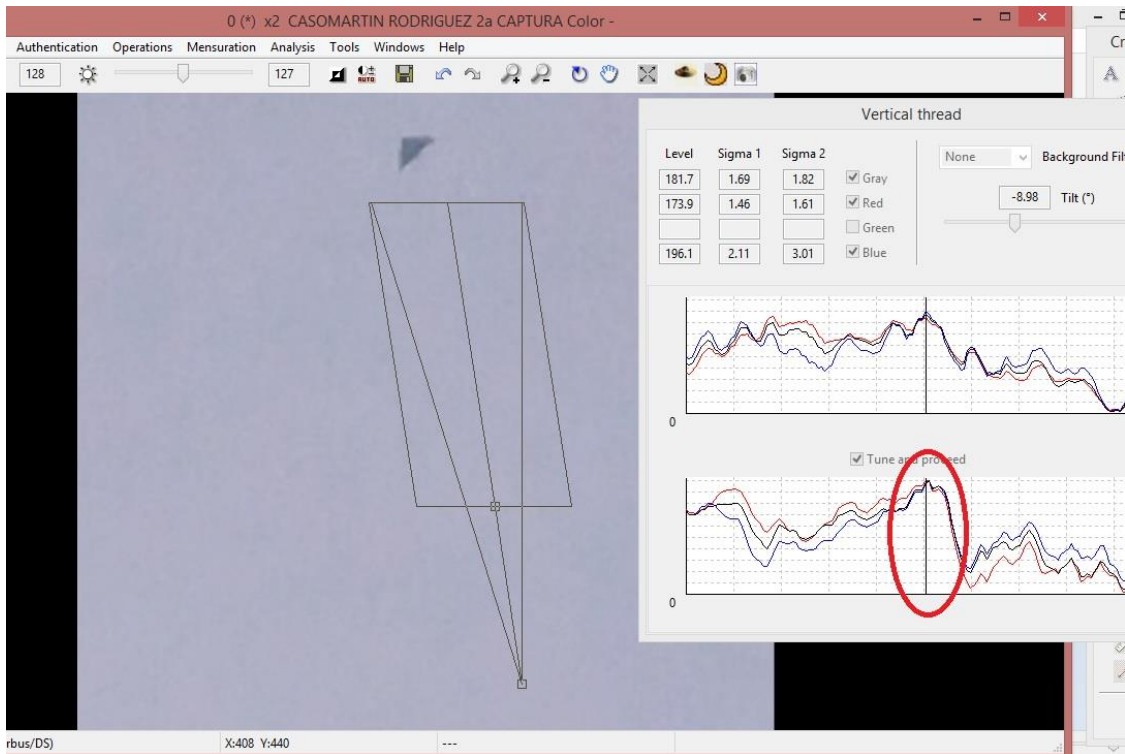 0 (*) x2 CASOMARTIN RODRIGUEZ 2a CAPTURA Color -
Authentication Operations Mensuration Analysis Tools Windows Help
128 127 AUTO
Cr
A
Vertical thread
Level Sigma 1 Sigma 2
None Background Filt
181.7 1.69 1.82 Gray
173.9 1.46 1.61 Red
-8.98 Tilt (°)
Green
196.1 2.11 3.01 Blue
0
Tune and proceed
0
rbus/DS) X:408 Y:440 ---